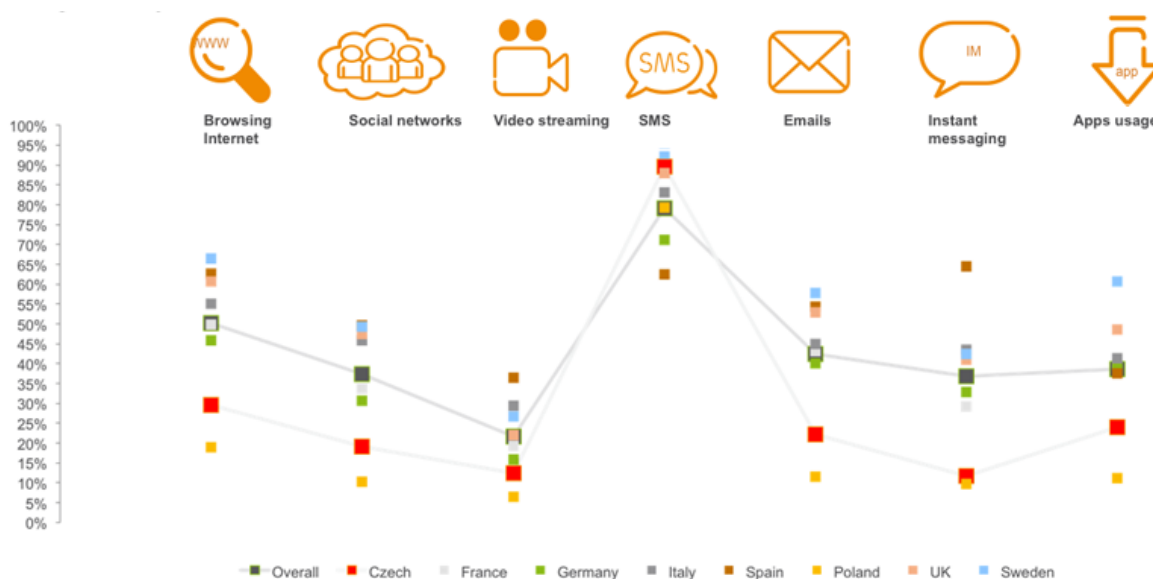 WWW
SMS
IM
app
Browsing Internet
Social networks
Video streaming
SMS
Emails
Instant messaging
Apps usage
100%
95%
90%
85%
80%
75%
70%
65%
60%
55%
50%
45%
40%
35%
30%
25%
20%
15%
10%
5%
0%
Overall Czech France Germany Italy Spain Poland UK Sweden